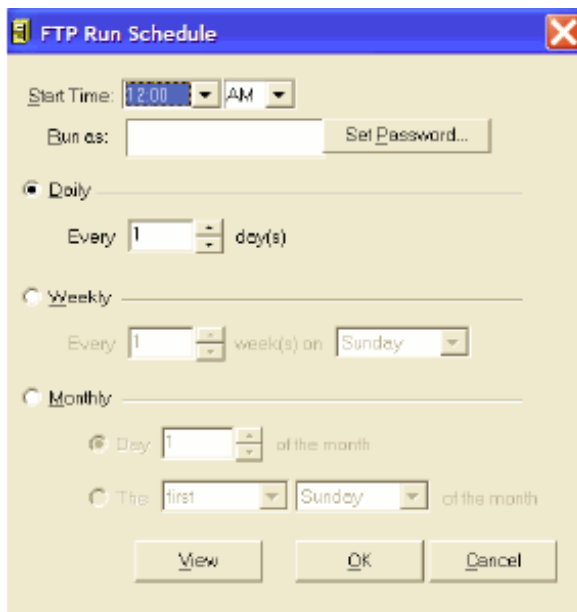 FTP Run Schedule
Start Time: 12:00 AM
Run as: Set Password...
Daily
Every 1 day(s)
Weekly
Every 1 week(s) on Sunday
Monthly
Day 1 of the month
The first Sunday of the month
View OK Cancel